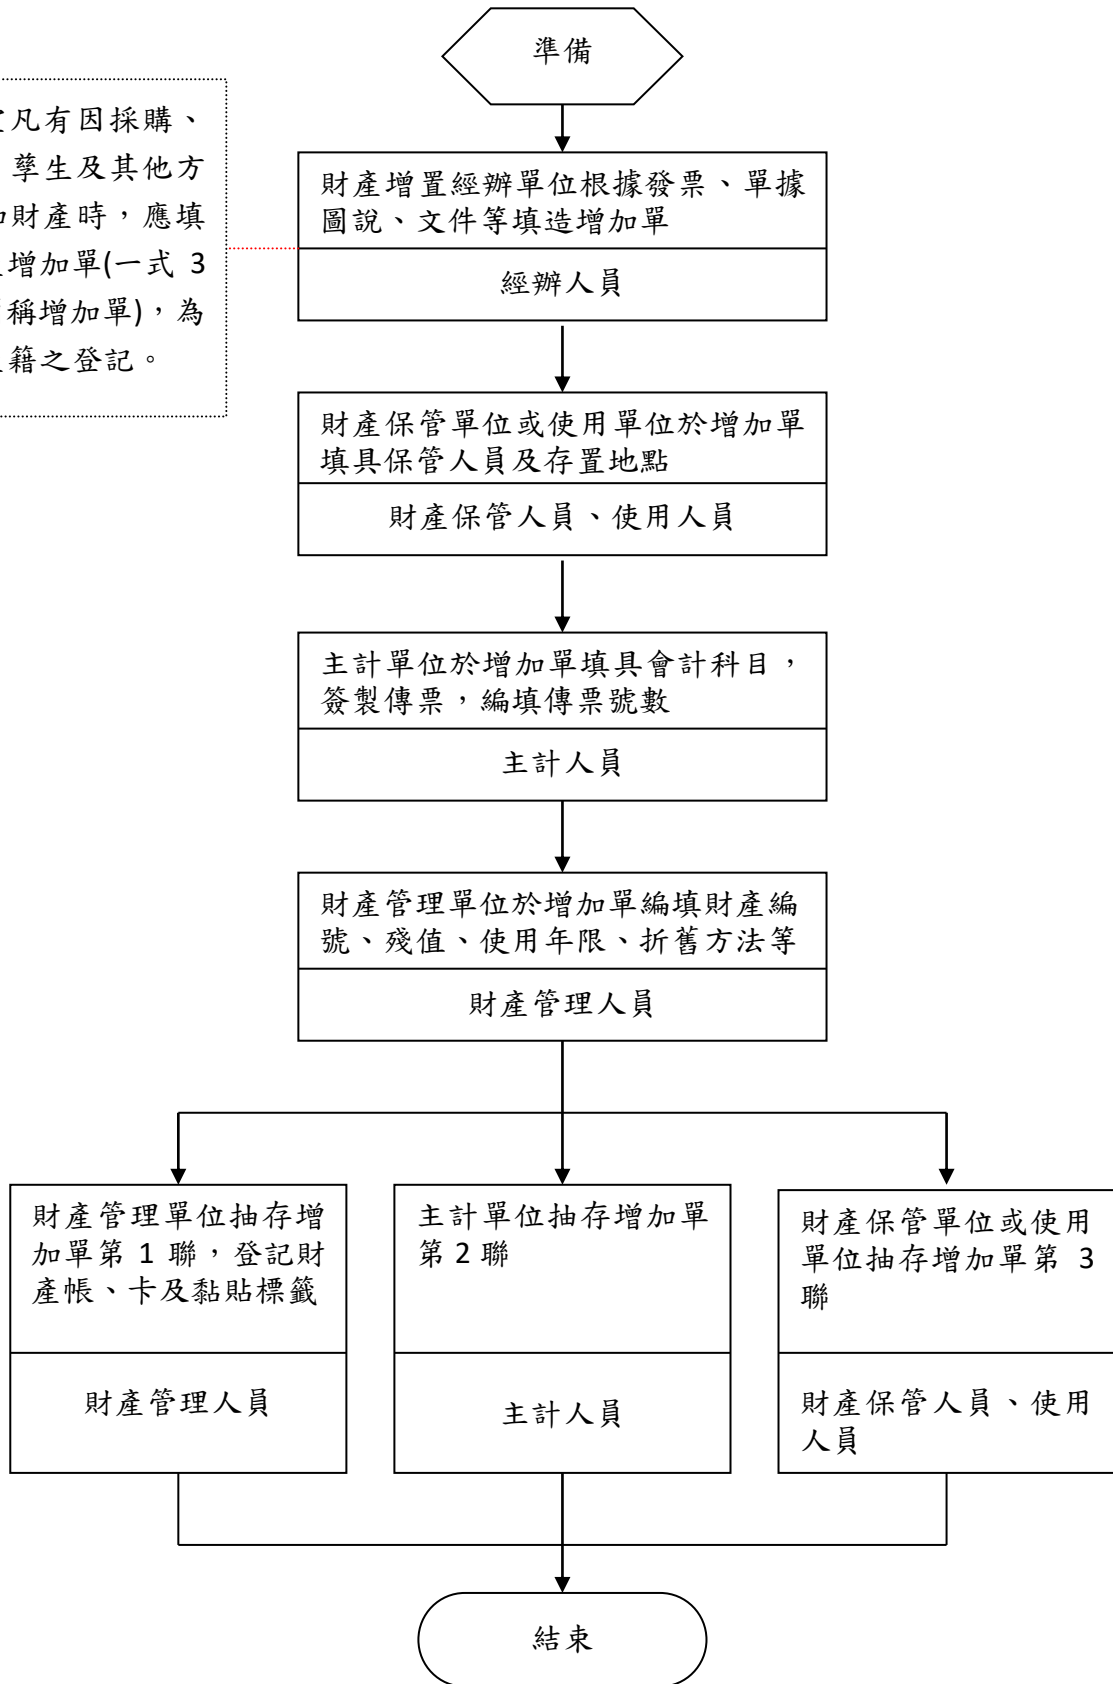 準備
凡有因採購、
孳生及其他方
財產時，應填
增加單(一式 3
稱增加單)，為
籍之登記。
財產增置經辦單位根據發票、單據
圖說、文件等填造增加單
經辦人員
財產保管單位或使用單位於增加單
填具保管人員及存置地點
財產保管人員、使用人員
主計單位於增加單填具會計科目，
簽製傳票，編填傳票號數
主計人員
財產管理單位於增加單編填財產編
號、殘值、使用年限、折舊方法等
財產管理人員
財產管理單位抽存增
加單第 1 聯，登記財
產帳、卡及黏貼標籤
財產管理人員
主計單位抽存增加單
第 2 聯
主計人員
財產保管單位或使用
單位抽存增加單第 3
聯
財產保管人員、使用
人員
結束